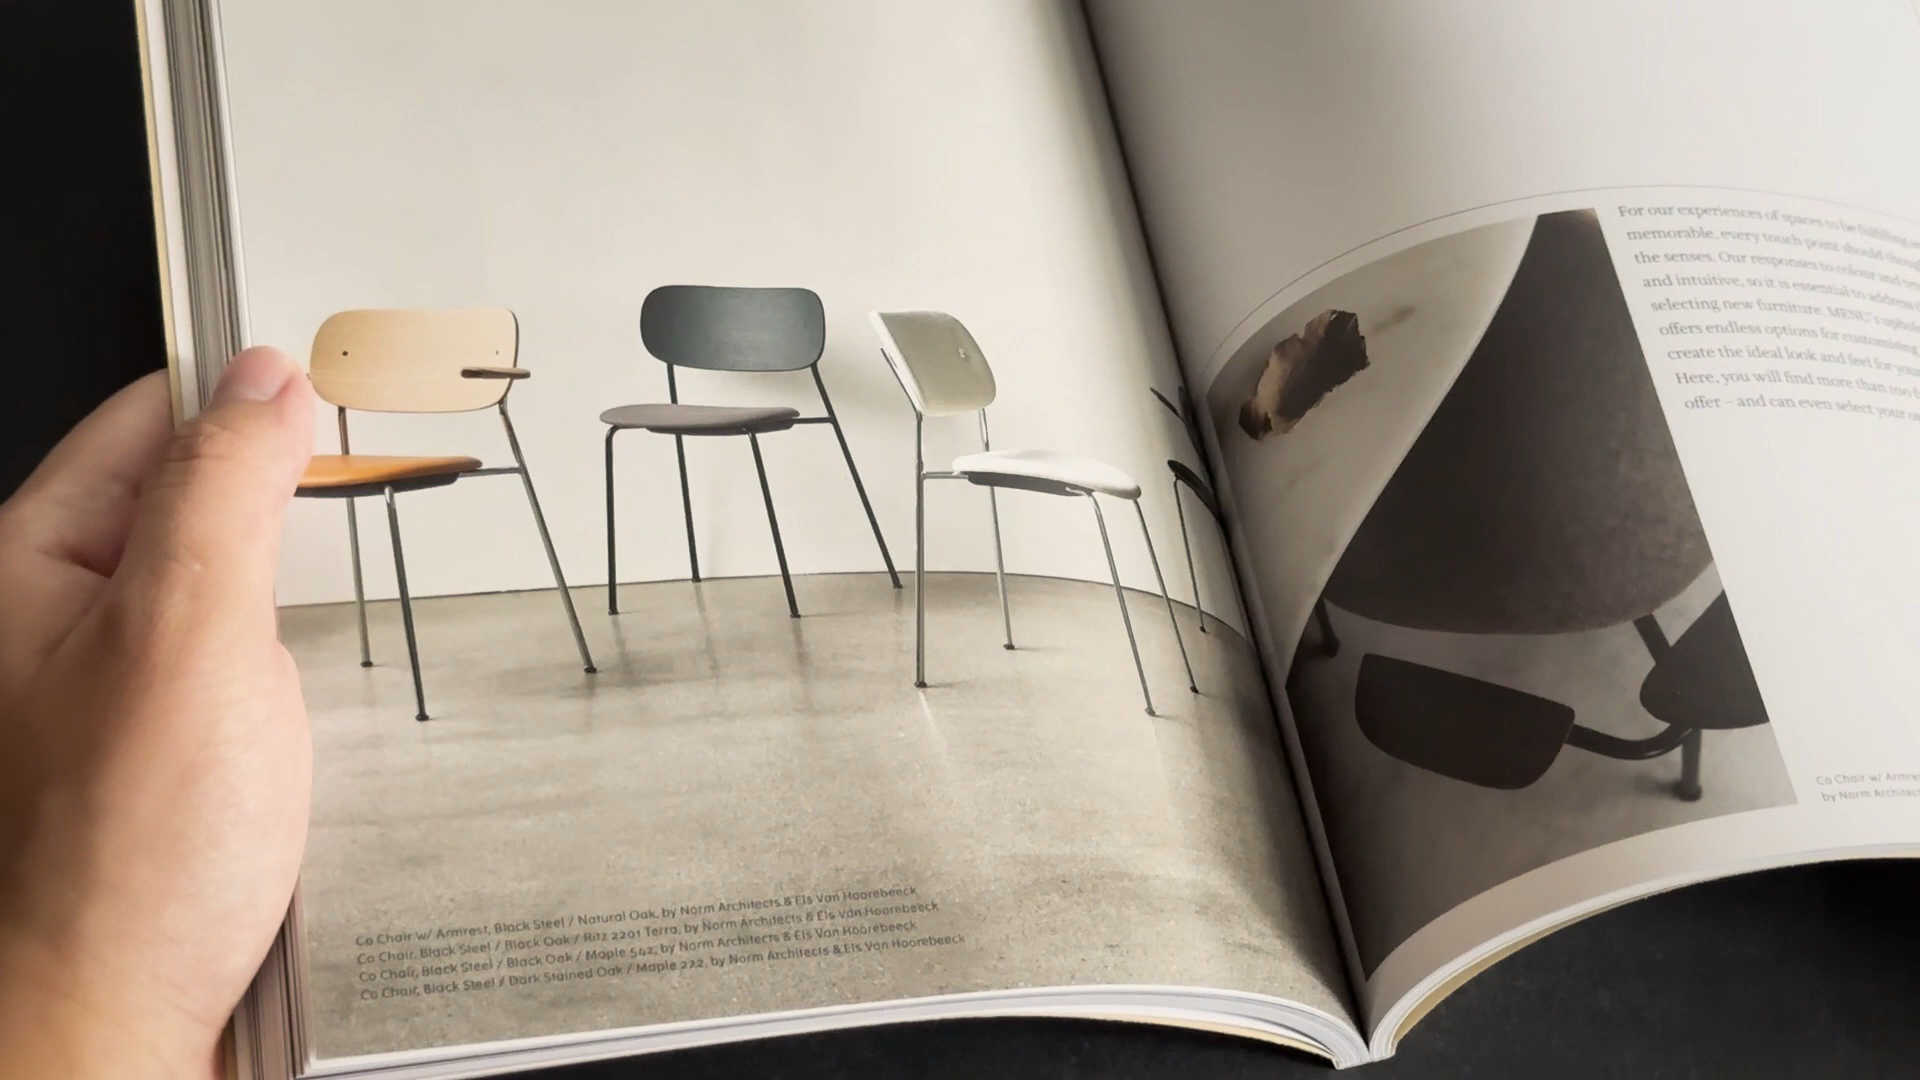 Co Chair w/ Armrest, Black Steel / Natural Oak, by Norm Architects & Els Van Hoorebeeck
Co Chair, Black Steel / Black Oak / Ritz 2201 Terra, by Norm Architects & Els Van Hoorebeeck
Co Chair, Black Steel / Black Oak / Maple 542, by Norm Architects & Els Van Hoorebeeck
Co Chair, Black Steel / Dark Stained Oak / Maple 222, by Norm Architects & Els Van Hoorebeeck
For our experiences of spaces to be fulfilling
memorable, every touch-point should
the senses. Our responses to colour and
and intuitive, so it is essential to address
selecting new furniture. MENU's
offers endless options for customising
create the ideal look and feel for your
Here, you will find more than 100
offer – and can even select your
Co Chair w/
by Norm